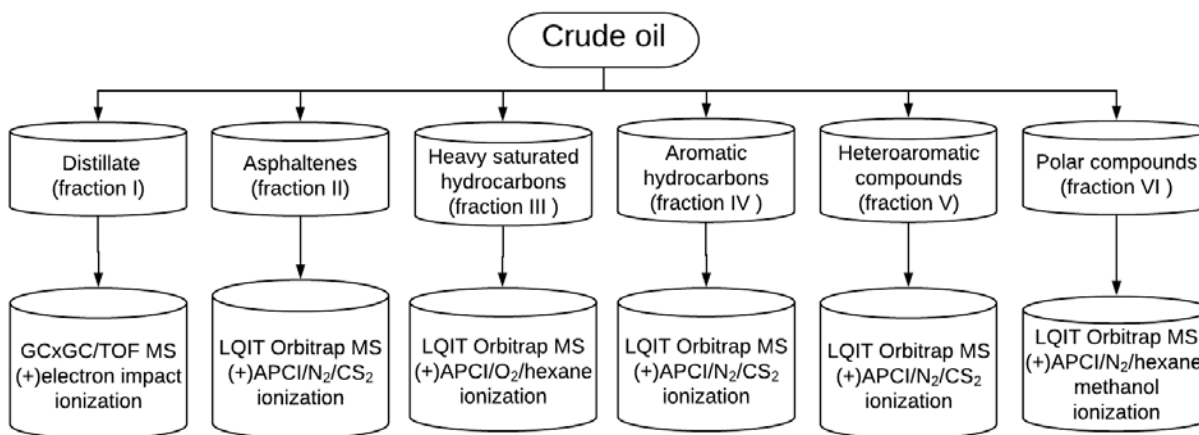 Crude oil
Distillate
(fraction I)
Asphaltenes
(fraction II)
Heavy saturated
hydrocarbons
(fraction III )
Aromatic
hydrocarbons
(fraction IV )
Heteroaromatic
compounds
(fraction V)
Polar compounds
(fraction VI )
GCxGC/TOF MS
(+)electron impact
ionization
LQIT Orbitrap MS
(+)APCI/N₂/CS₂
ionization
LQIT Orbitrap MS
(+)APCI/O₂/hexane
ionization
LQIT Orbitrap MS
(+)APCI/N₂/CS₂
ionization
LQIT Orbitrap MS
(+)APCI/N₂/CS₂
ionization
LQIT Orbitrap MS
(+)APCI/N₂/hexane
methanol
ionization